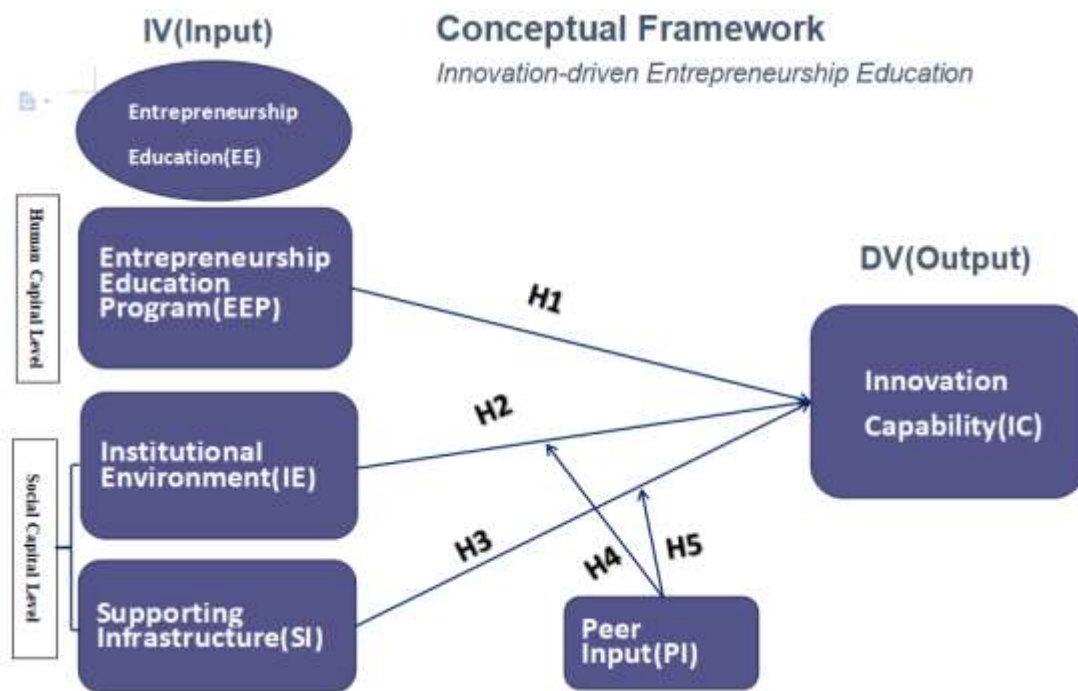 IV(Input)
Conceptual Framework
Innovation-driven Entrepreneurship Education
Entrepreneurship
Education(EE)
Human Capital Level
Entrepreneurship
Education
Program(EEP)
H1
DV(Output)
Innovation
Capability(IC)
Social Capital Level
Institutional
Environment(IE)
H2
H3
H4
H5
Supporting
Infrastructure(SI)
Peer
Input(PI)